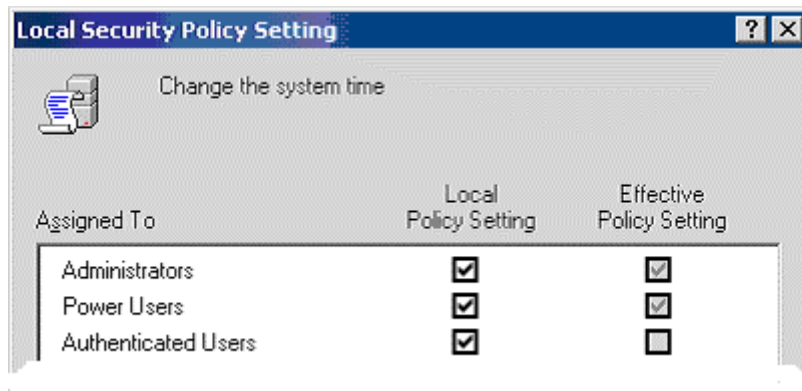 Local Security Policy Setting
Change the system time
Assigned To
Local Policy Setting
Effective Policy Setting
Administrators
Power Users
Authenticated Users